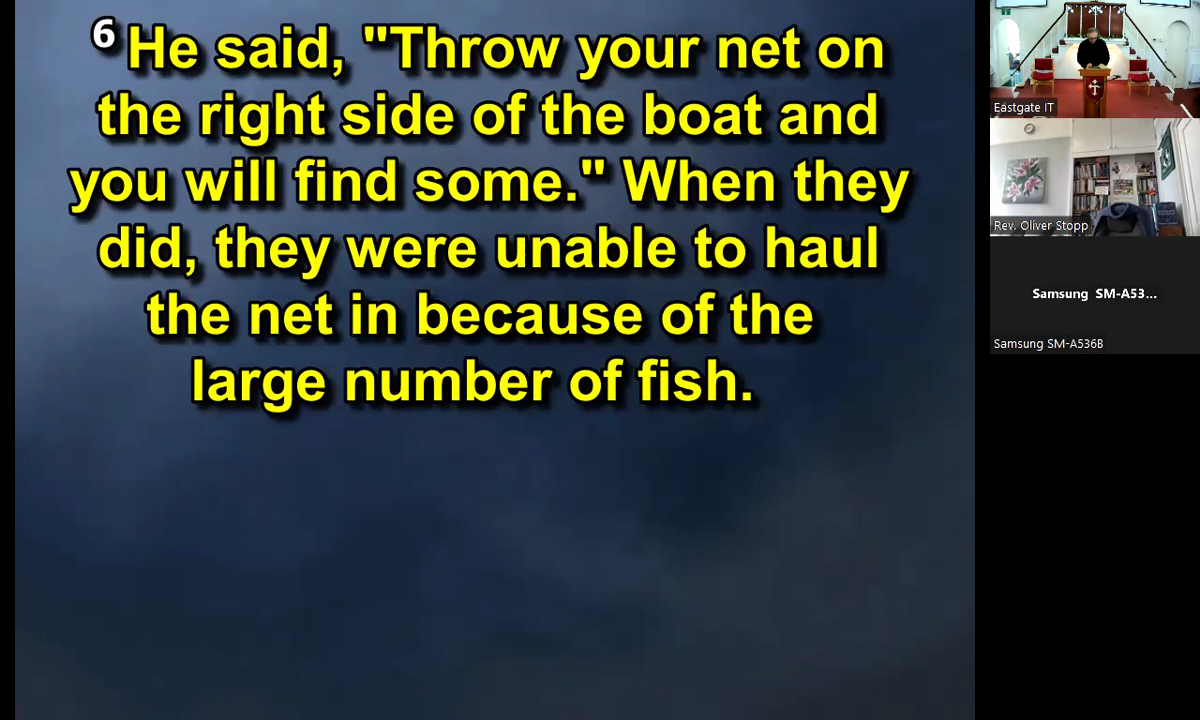 6 He said, "Throw your net on
the right side of the boat and
you will find some." When they
did, they were unable to haul
the net in because of the
large number of fish.
Eastgate IT
Rev. Oliver Stopp
Samsung SM-A53...
Samsung SM-A536B